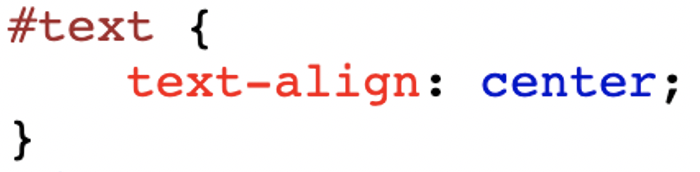 #text {
    text-align: center;
}